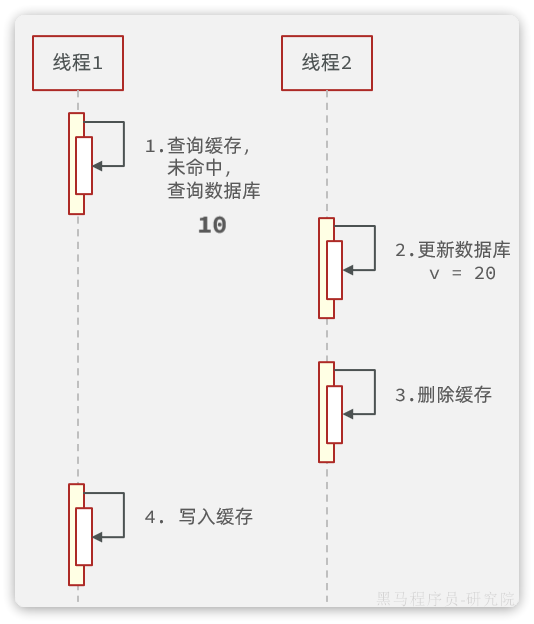 线程1
线程2
1.查询缓存,
未命中,
查询数据库
10
2.更新数据库
v = 20
3.删除缓存
4. 写入缓存
黑马程序员-研究院